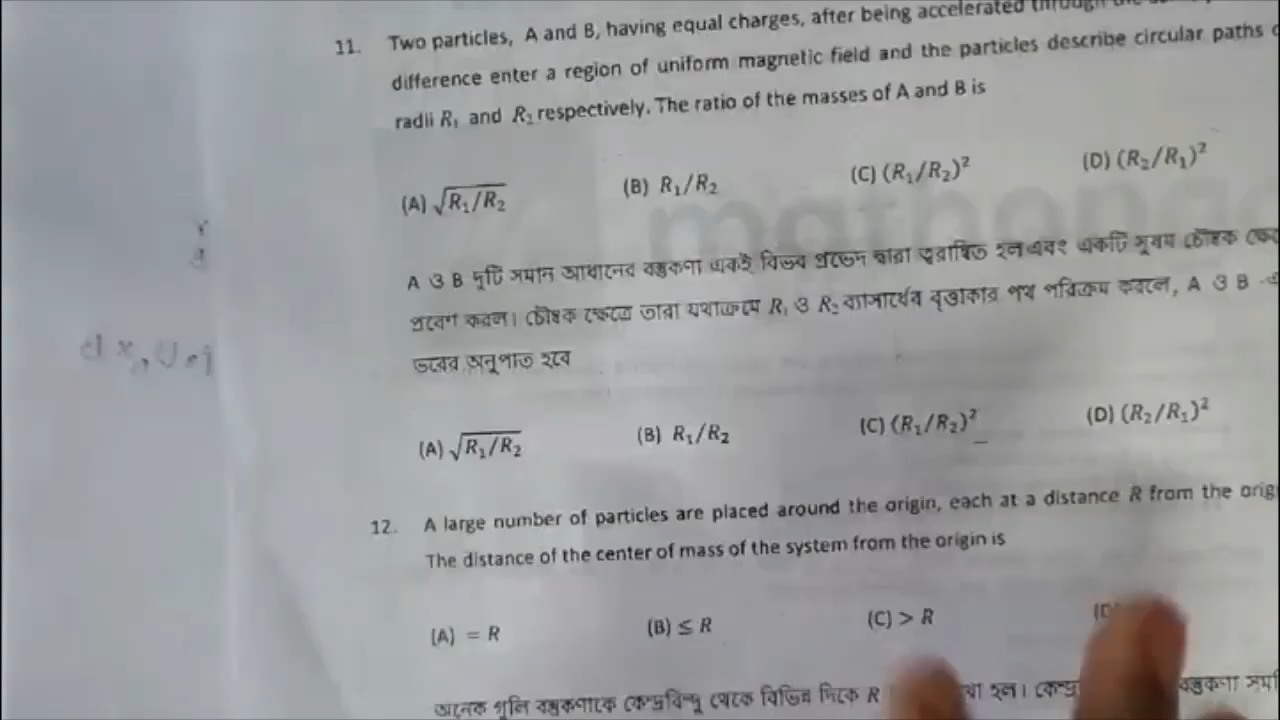 11. Two particles, A and B, having equal charges, after being accelerated through the
difference enter a region of uniform magnetic field and the particles describe circular paths
radii R₁ and R₂ respectively. The ratio of the masses of A and B is
(A) √(R₁/R₂) (B) R₁/R₂ (C) (R₁/R₂)² (D) (R₂/R₁)²
mathongo
A ও B দুটি সমান আধানের বস্তুকণা একই বিভব প্রভেদ দ্বারা ত্বরান্বিত হল এবং একটি সুষম চৌম্বক
প্রবেশ করল। চৌম্বক ক্ষেত্রে তারা যথাক্রমে R₁ ও R₂ ব্যাসার্ধের বৃত্তাকার পথ পরিক্রম করলে, A ও B
ভরের অনুপাত হবে
(A) √(R₁/R₂) (B) R₁/R₂ (C) (R₁/R₂)² (D) (R₂/R₁)²
12. A large number of particles are placed around the origin, each at a distance R from the
The distance of the center of mass of the system from the origin is
(A) = R (B) ≤ R (C) > R
অনেক গুলি বস্তুকণাকে কেন্দ্রবিন্দু থেকে বিভিন্ন দিকে R হল। বস্তুকণা